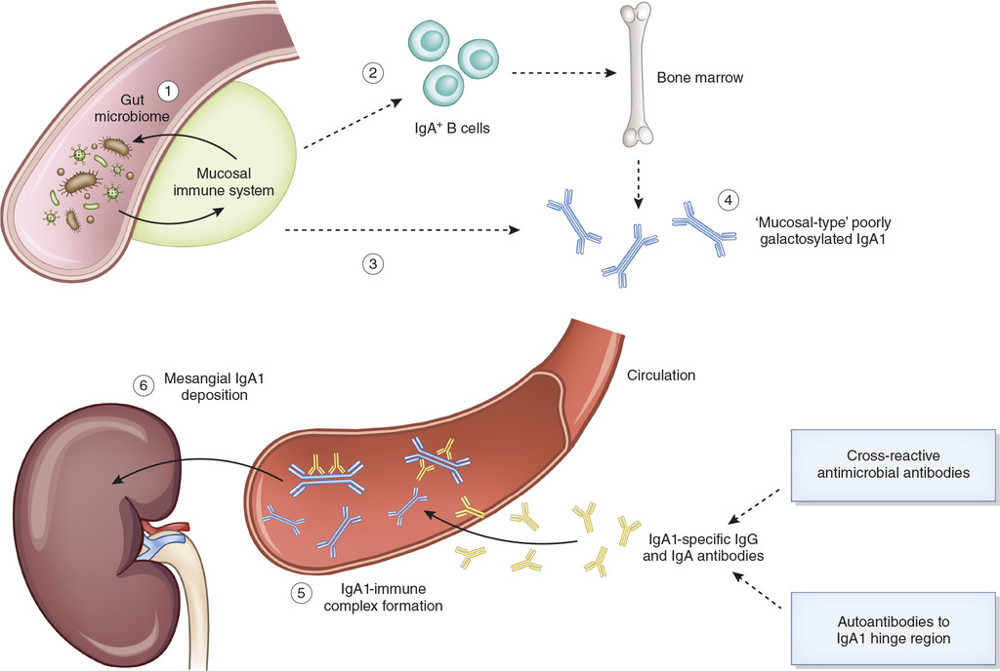 1
Gut
microbiome
Mucosal
immune system
2
IgA⁺ B cells
Bone marrow
3
4
‘Mucosal-type’ poorly
galactosylated IgA1
Circulation
6
Mesangial IgA1
deposition
5
IgA1-immune
complex formation
IgA1-specific IgG
and IgA antibodies
Cross-reactive
antimicrobial antibodies
Autoantibodies to
IgA1 hinge region